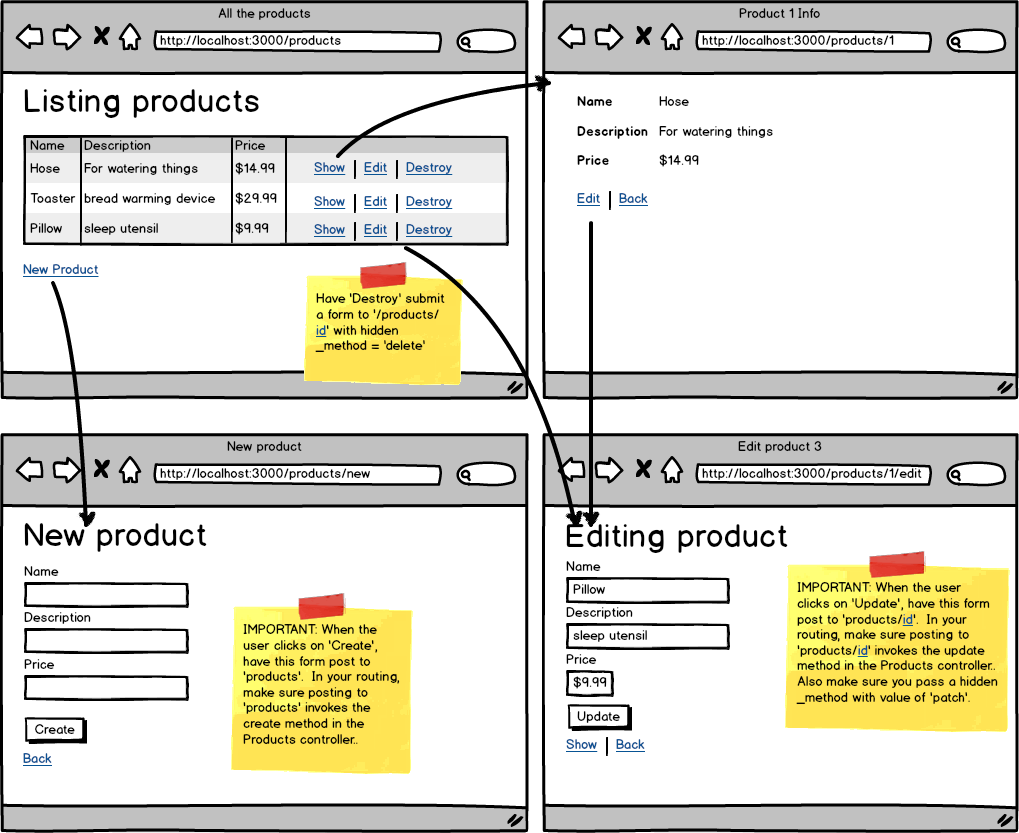 All the products
http://localhost:3000/products
Listing products
Name Description Price
Hose For watering things $14.99 Show Edit Destroy
Toaster bread warming device $29.99 Show Edit Destroy
Pillow sleep utensil $9.99 Show Edit Destroy
New Product
Have 'Destroy' submit
a form to '/products/
id' with hidden
_method = 'delete'
Product 1 Info
http://localhost:3000/products/1
Name Hose
Description For watering things
Price $14.99
Edit Back
New product
http://localhost:3000/products/new
New product
Name
Description
Price
Create
Back
IMPORTANT: When the
user clicks on 'Create',
have this form post to
'products'. In your routing,
make sure posting to
'products' invokes the
create method in the
Products controller..
Edit product 3
http://localhost:3000/products/1/edit
Editing product
Name
Pillow
Description
sleep utensil
Price
$9.99
Update
Show Back
IMPORTANT: When the user
clicks on 'Update', have this form
post to 'products/id'. In your
routing, make sure posting to
'products/id' invokes the update
method in the Products controller..
Also make sure you pass a hidden
_method with value of 'patch'.